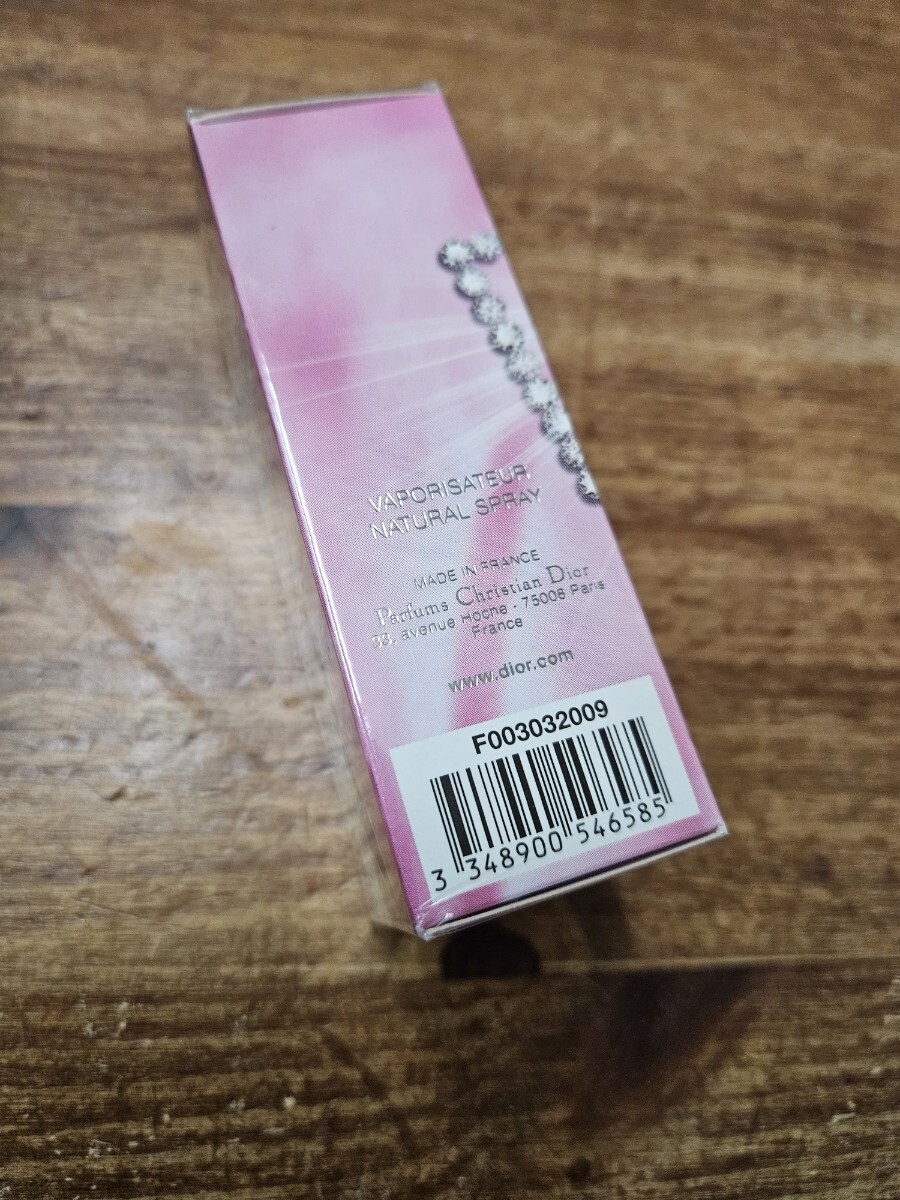 VAPORISATEUR
NATURAL SPRAY
MADE IN FRANCE
Parfums Christian Dior
33, avenue Hoche - 75008 Paris
France
www.dior.com
F003032009
3 348900 546585